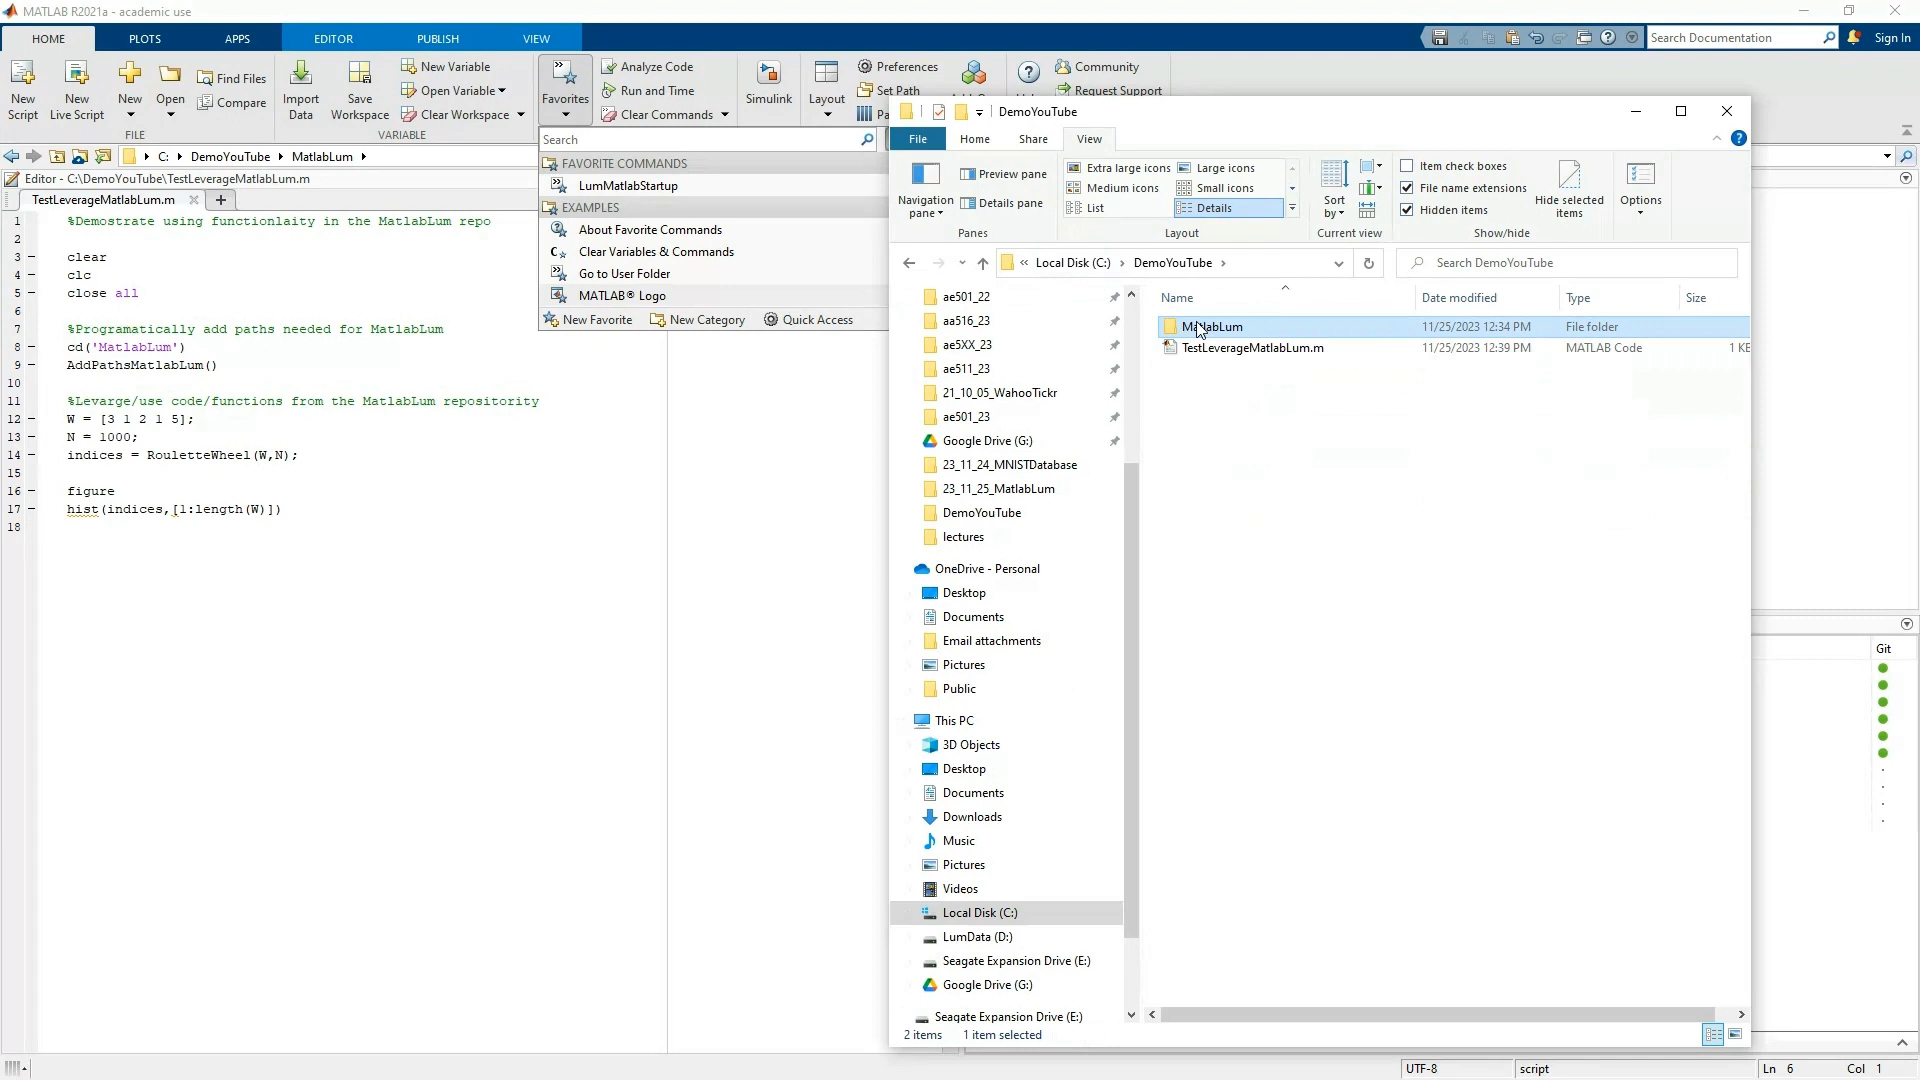 MATLAB R2021a - academic use
HOME PLOTS APPS EDITOR PUBLISH VIEW Search Documentation Sign In
New Script New Live Script New Open Find Files Compare Import Data Save Workspace New Variable Open Variable Clear Workspace Favorites Analyze Code Run and Time Clear Commands Simulink Layout Preferences Set Path Community Request Support
FILE VARIABLE
C: DemoYouTube MatlabLum
Editor - C:\DemoYouTube\TestLeverageMatlabLum.m
TestLeverageMatlabLum.m
1 %Demostrate using functionlaity in the MatlabLum repo
2
3 clear
4 clc
5 close all
6
7 %Programatically add paths needed for MatlabLum
8 cd('MatlabLum')
9 AddPathsMatlabLum()
10
11 %Levarge/use code/functions from the MatlabLum repositority
12 W = [3 1 2 1 5];
13 N = 1000;
14 indices = RouletteWheel(W,N);
15
16 figure
17 hist(indices,[1:length(W)])
18
Search
FAVORITE COMMANDS
LumMatlabStartup
EXAMPLES
About Favorite Commands
Clear Variables & Commands
Go to User Folder
MATLAB® Logo
New Favorite New Category Quick Access
DemoYouTube
File Home Share View
Navigation pane Preview pane Details pane
Panes
Extra large icons Large icons
Medium icons Small icons
List Details
Layout
Sort by
Current view
Item check boxes
File name extensions
Hidden items
Hide selected items
Show/hide
Options
« Local Disk (C:) DemoYouTube Search DemoYouTube
Name Date modified Type Size
MatlabLum 11/25/2023 12:34 PM File folder
TestLeverageMatlabLum.m 11/25/2023 12:39 PM MATLAB Code 1 KE
ae501_22
aa516_23
ae5XX_23
ae511_23
21_10_05_WahooTickr
ae501_23
Google Drive (G:)
23_11_24_MNISTDatabase
23_11_25_MatlabLum
DemoYouTube
lectures
OneDrive - Personal
Desktop
Documents
Email attachments
Pictures
Public
This PC
3D Objects
Desktop
Documents
Downloads
Music
Pictures
Videos
Local Disk (C:)
LumData (D:)
Seagate Expansion Drive (E:)
Google Drive (G:)
Seagate Expansion Drive (E:)
2 items 1 item selected
Git
UTF-8 script Ln 6 Col 1